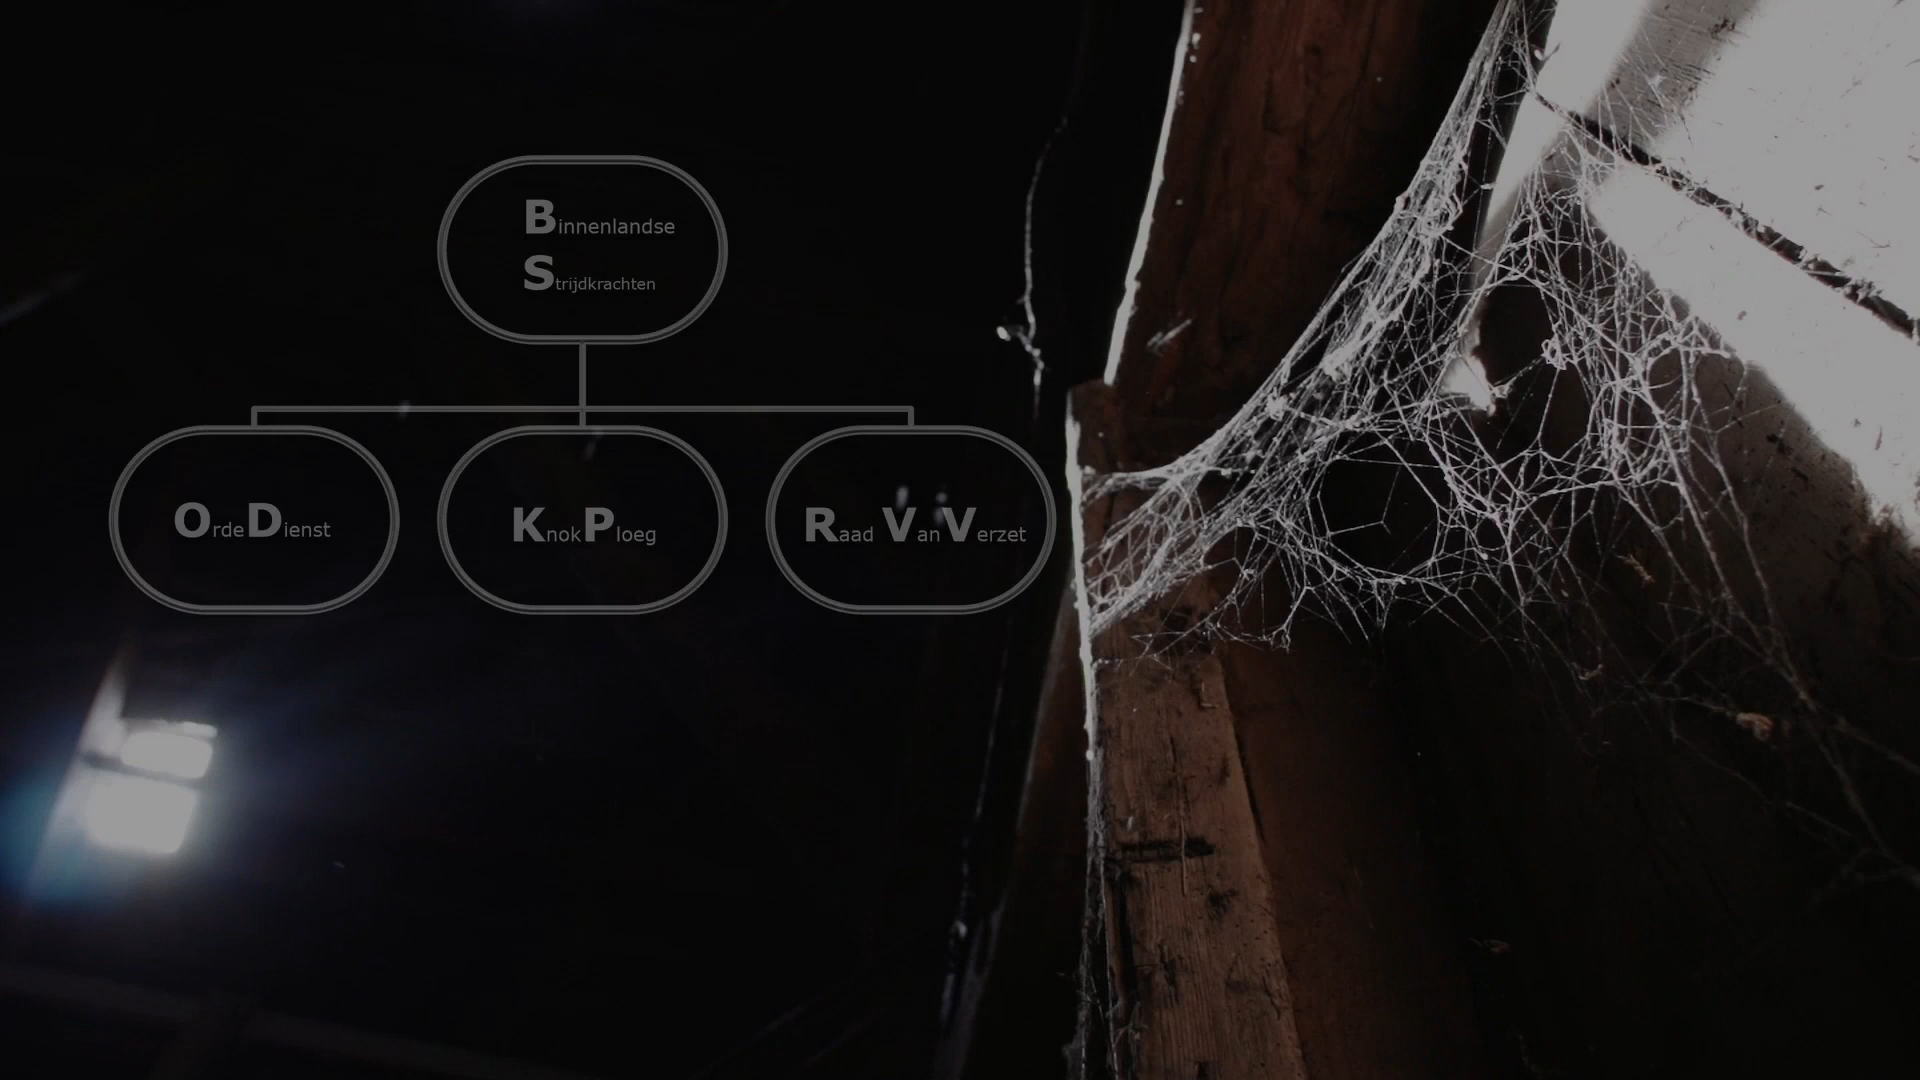 Binnenlandse
Strijdkrachten
OrdeDienst
KnokPloeg
Raad Van Verzet